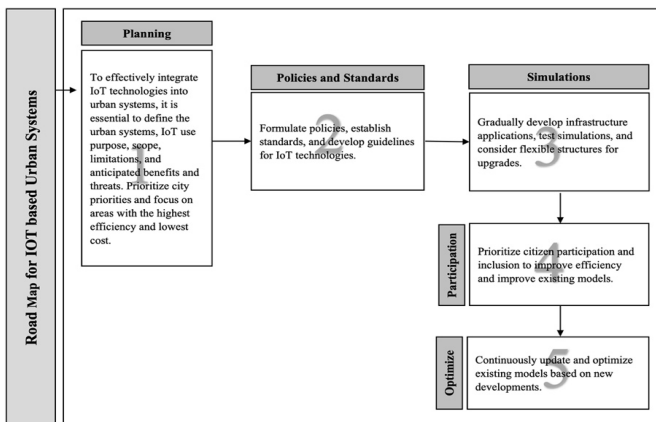 Road Map for IOT based Urban Systems
Planning
To effectively integrate
IoT technologies into
urban systems, it is
essential to define the
urban systems, IoT use
purpose, scope,
limitations, and
anticipated benefits and
threats. Prioritize city
priorities and focus on
areas with the highest
efficiency and lowest
cost.
1
Policies and Standards
Formulate policies, establish
standards, and develop guidelines
for IoT technologies.
2
Simulations
Gradually develop infrastructure
applications, test simulations, and
consider flexible structures for
upgrades.
3
Participation
Prioritize citizen participation and
inclusion to improve efficiency
and improve existing models.
4
Optimize
Continuously update and optimize
existing models based on new
developments.
5